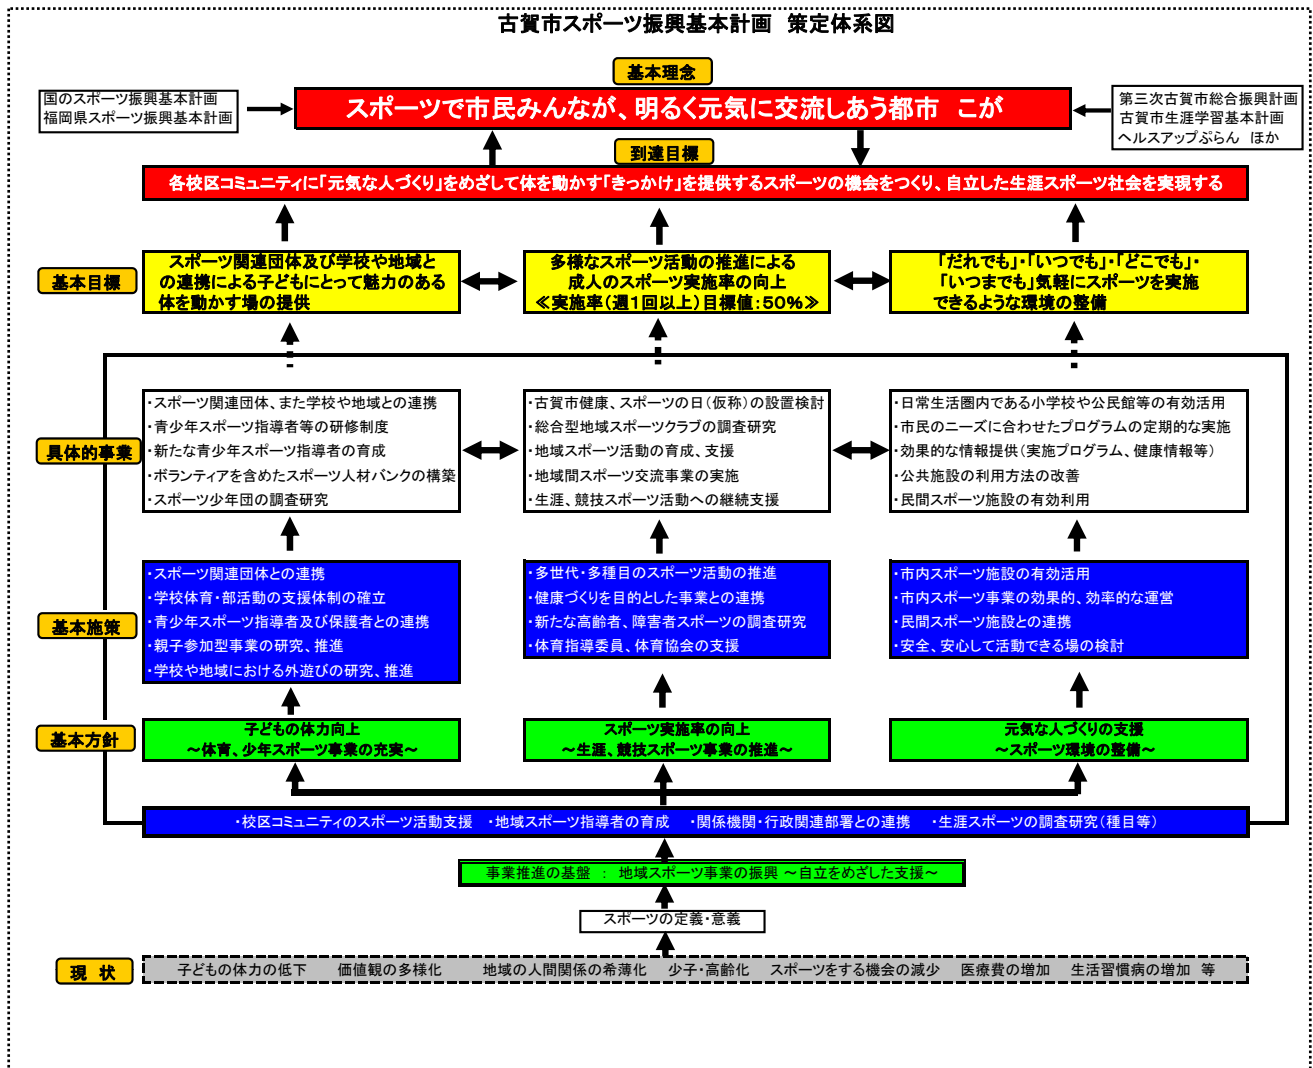 古賀市スポーツ振興基本計画　策定体系図
基本理念
国のスポーツ振興基本計画
福岡県スポーツ振興基本計画
スポーツで市民みんなが、明るく元気に交流しあう都市　こが
第三次古賀市総合振興計画
古賀市生涯学習基本計画
ヘルスアップぷらん　ほか
到達目標
各校区コミュニティに「元気な人づくり」をめざして体を動かす「きっかけ」を提供するスポーツの機会をつくり、自立した生涯スポーツ社会を実現する
基本目標
スポーツ関連団体及び学校や地域と
の連携による子どもにとって魅力のある
体を動かす場の提供
多様なスポーツ活動の推進による
成人のスポーツ実施率の向上
≪実施率(週1回以上)目標値：50%≫
「だれでも」・「いつでも」・「どこでも」・
「いつまでも」気軽にスポーツを実施
できるような環境の整備
具体的事業
・スポーツ関連団体、また学校や地域との連携
・青少年スポーツ指導者等の研修制度
・新たな青少年スポーツ指導者の育成
・ボランティアを含めたスポーツ人材バンクの構築
・スポーツ少年団の調査研究
・古賀市健康、スポーツの日(仮称)の設置検討
・総合型地域スポーツクラブの調査研究
・地域スポーツ活動の育成、支援
・地域間スポーツ交流事業の実施
・生涯、競技スポーツ活動への継続支援
・日常生活圏内である小学校や公民館等の有効活用
・市民のニーズに合わせたプログラムの定期的な実施
・効果的な情報提供(実施プログラム、健康情報等)
・公共施設の利用方法の改善
・民間スポーツ施設の有効利用
基本施策
・スポーツ関連団体との連携
・学校体育・部活動の支援体制の確立
・青少年スポーツ指導者及び保護者との連携
・親子参加型事業の研究、推進
・学校や地域における外遊びの研究、推進
・多世代・多種目のスポーツ活動の推進
・健康づくりを目的とした事業との連携
・新たな高齢者、障害者スポーツの調査研究
・体育指導委員、体育協会の支援
・市内スポーツ施設の有効活用
・市内スポーツ事業の効果的、効率的な運営
・民間スポーツ施設との連携
・安全、安心して活動できる場の検討
基本方針
子どもの体力向上
～体育、少年スポーツ事業の充実～
スポーツ実施率の向上
～生涯、競技スポーツ事業の推進～
元気な人づくりの支援
～スポーツ環境の整備～
・校区コミュニティのスポーツ活動支援　・地域スポーツ指導者の育成　・関係機関・行政関連部署との連携　・生涯スポーツの調査研究(種目等)
事業推進の基盤　：　地域スポーツ事業の振興 ～自立をめざした支援～
スポーツの定義・意義
現　状
子どもの体力の低下　価値観の多様化　地域の人間関係の希薄化　少子・高齢化　スポーツをする機会の減少　医療費の増加　生活習慣病の増加　等